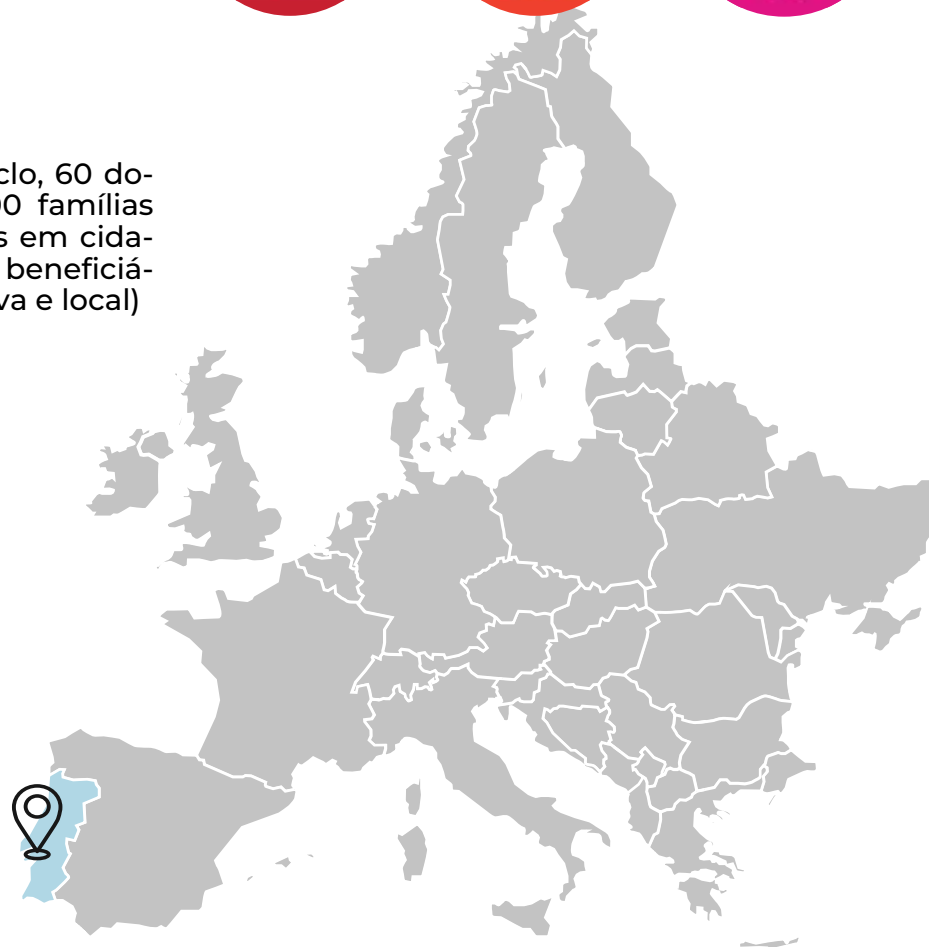 clo, 60 do-
0 famílias
s em cida-
beneficiá-
va e local)